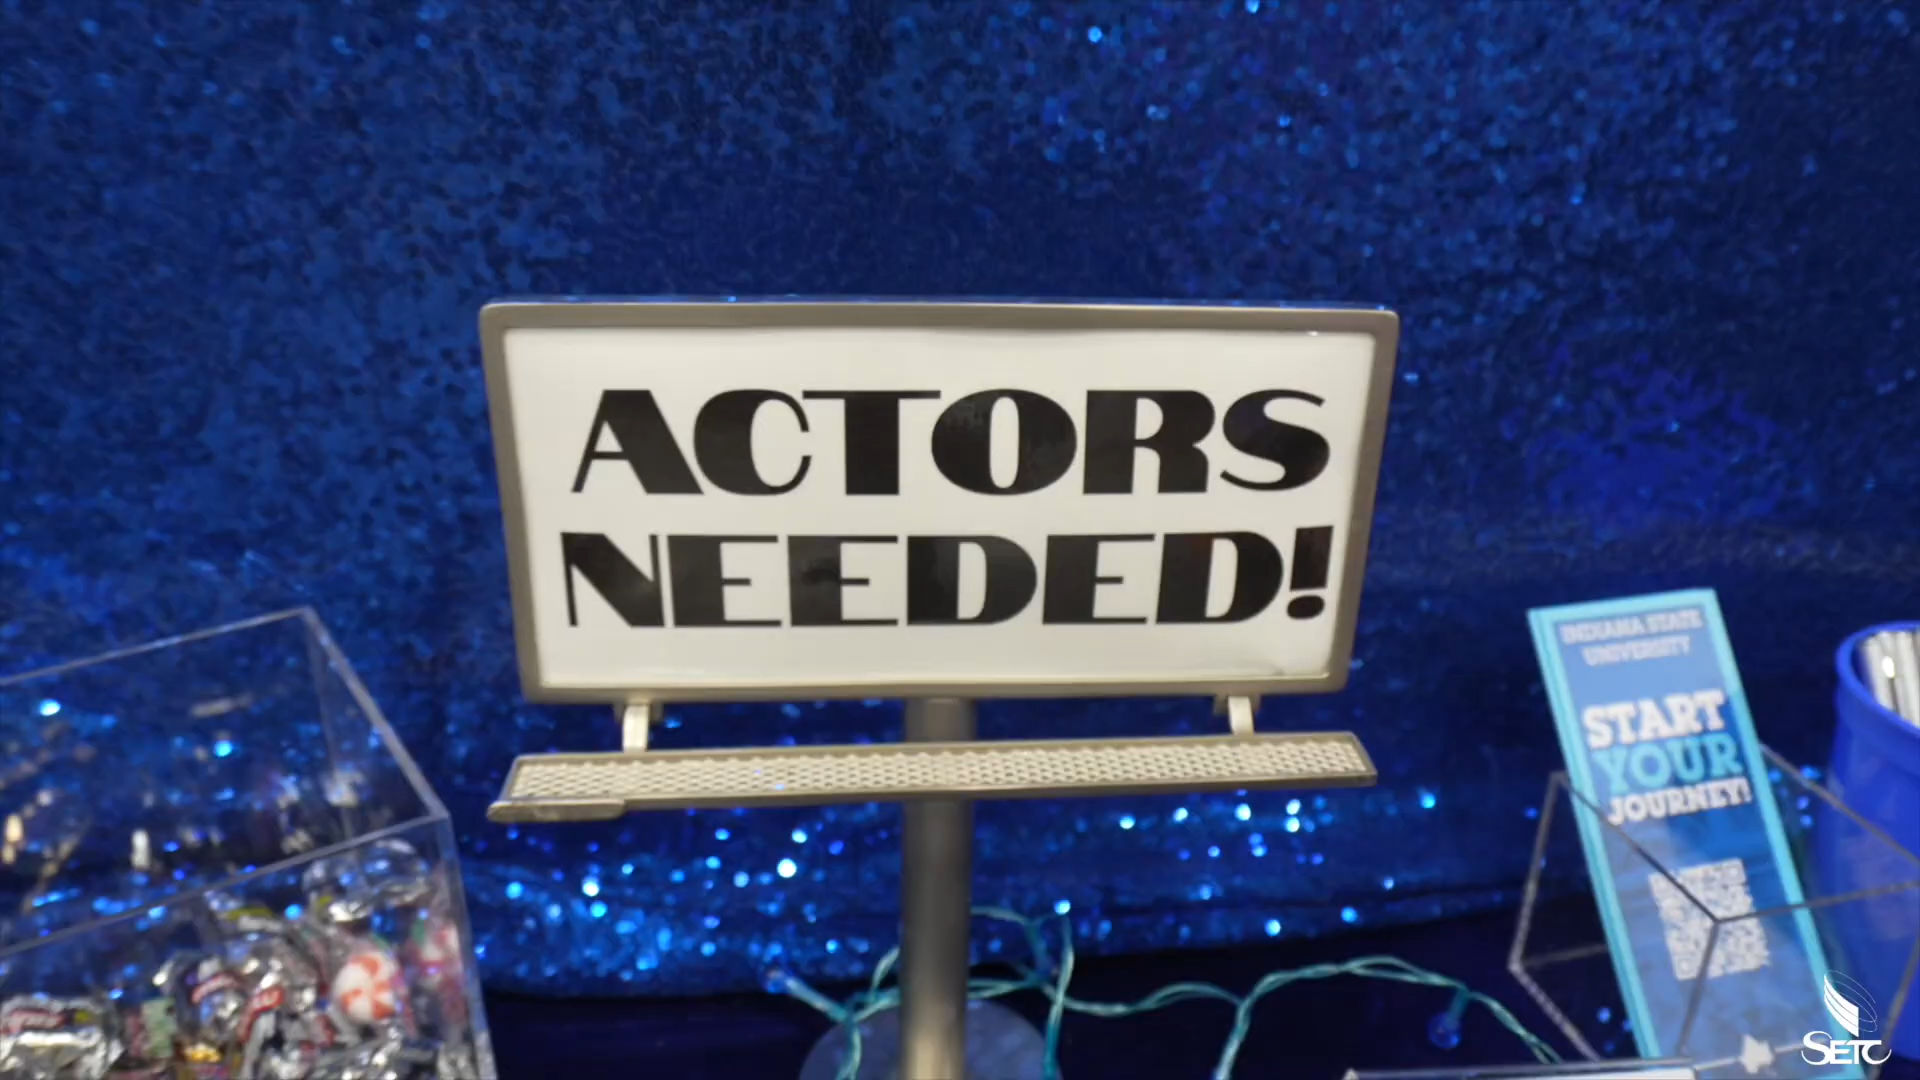 ACTORS
NEEDED!
INDIANA STATE
UNIVERSITY
START
YOUR
JOURNEY!
SETC